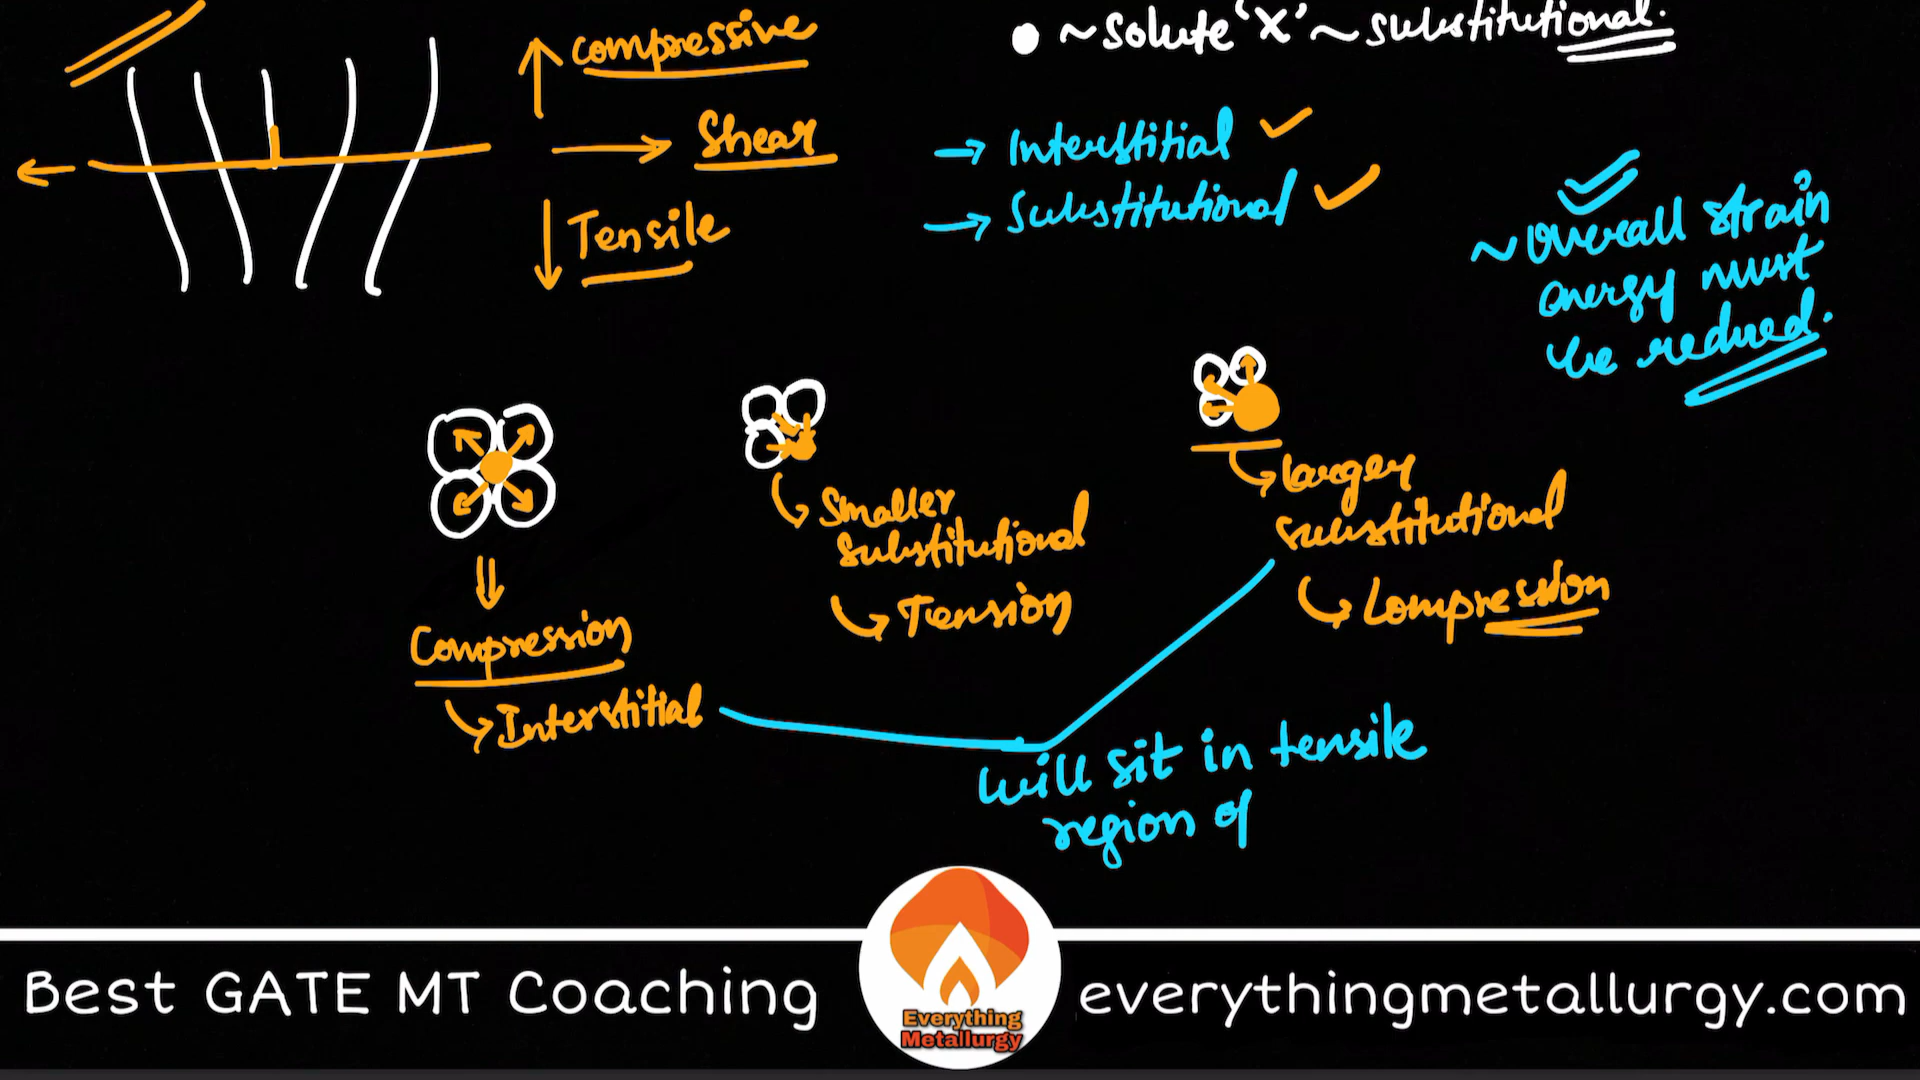 compressive
Shear
Tensile
~ Solute 'X' ~ substitutional.
→ Interstitial ✓
→ Substitutional ✓
~ Overall strain
energy must
be reduced.
Compression
Interstitial
Smaller
substitutional
Tension
Larger
substitutional
Compression
will sit in tensile
region of
Best GATE MT Coaching
Everything
Metallurgy
everythingmetallurgy.com